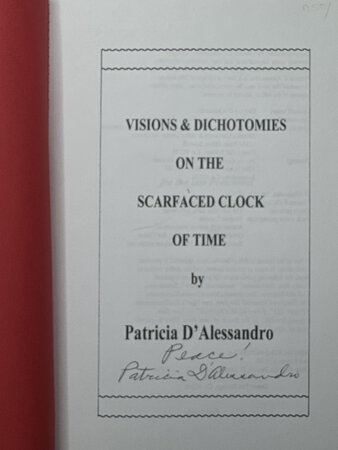 VISIONS & DICHOTOMIES
ON THE
SCARFACED CLOCK
OF TIME
by
Patricia D'Alessandro
Peace!
Patricia D'Alessandro